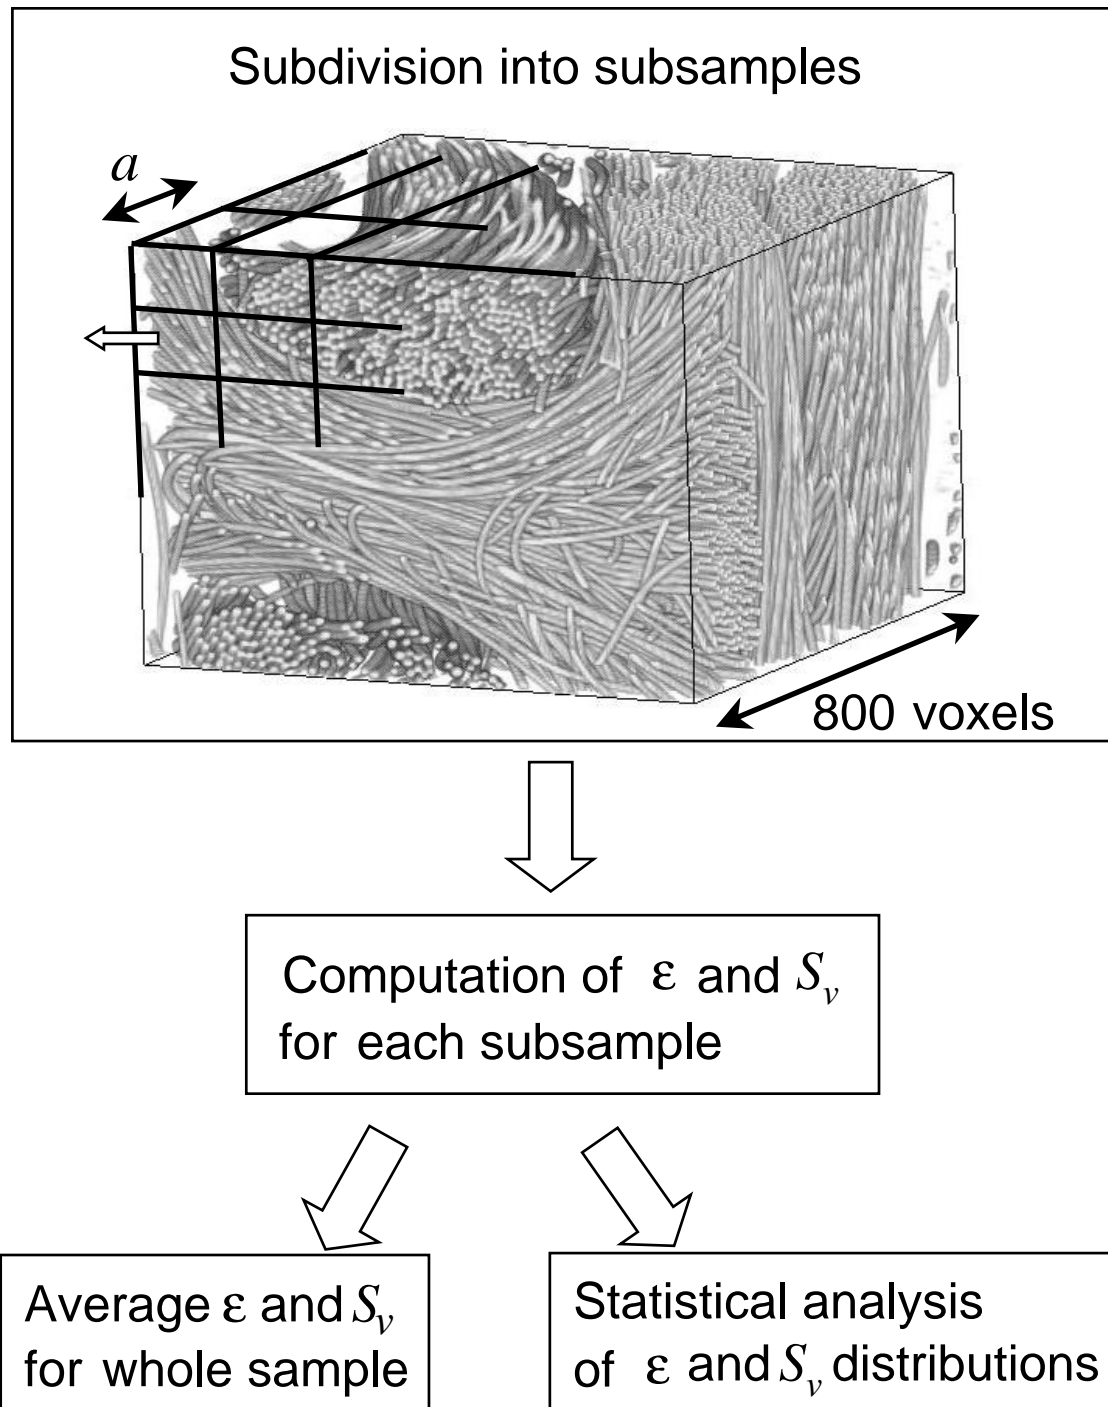 Subdivision into subsamples
a
800 voxels
Computation of ε and Sv
for each subsample
Average ε and Sv
for whole sample
Statistical analysis
of ε and Sv distributions